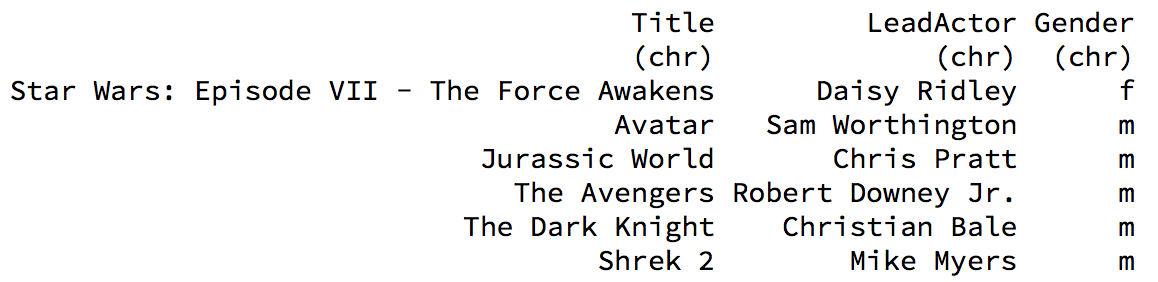 Title LeadActor Gender
(chr) (chr) (chr)
Star Wars: Episode VII - The Force Awakens Daisy Ridley f
Avatar Sam Worthington m
Jurassic World Chris Pratt m
The Avengers Robert Downey Jr. m
The Dark Knight Christian Bale m
Shrek 2 Mike Myers m